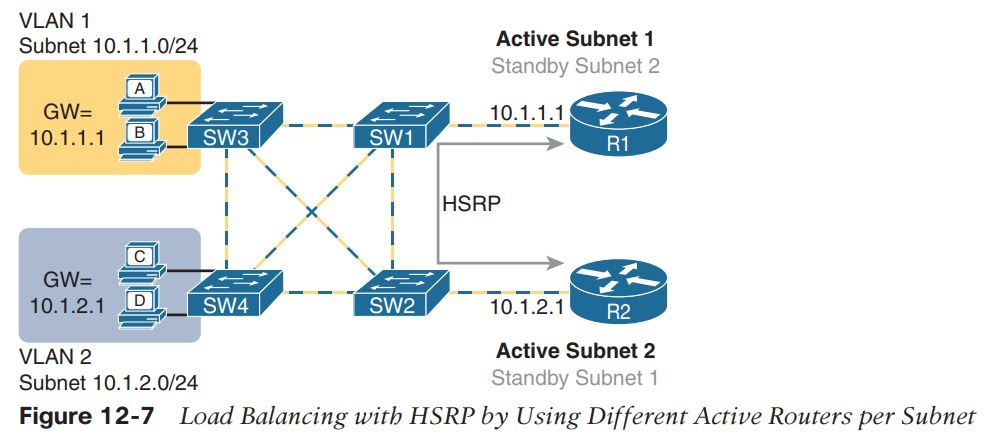 VLAN 1
Subnet 10.1.1.0/24
Active Subnet 1
Standby Subnet 2
A
GW=
10.1.1.1
B
SW3
SW1
10.1.1.1
R1
HSRP
C
GW=
10.1.2.1
D
SW4
SW2
10.1.2.1
R2
VLAN 2
Subnet 10.1.2.0/24
Active Subnet 2
Standby Subnet 1
Figure 12-7 Load Balancing with HSRP by Using Different Active Routers per Subnet